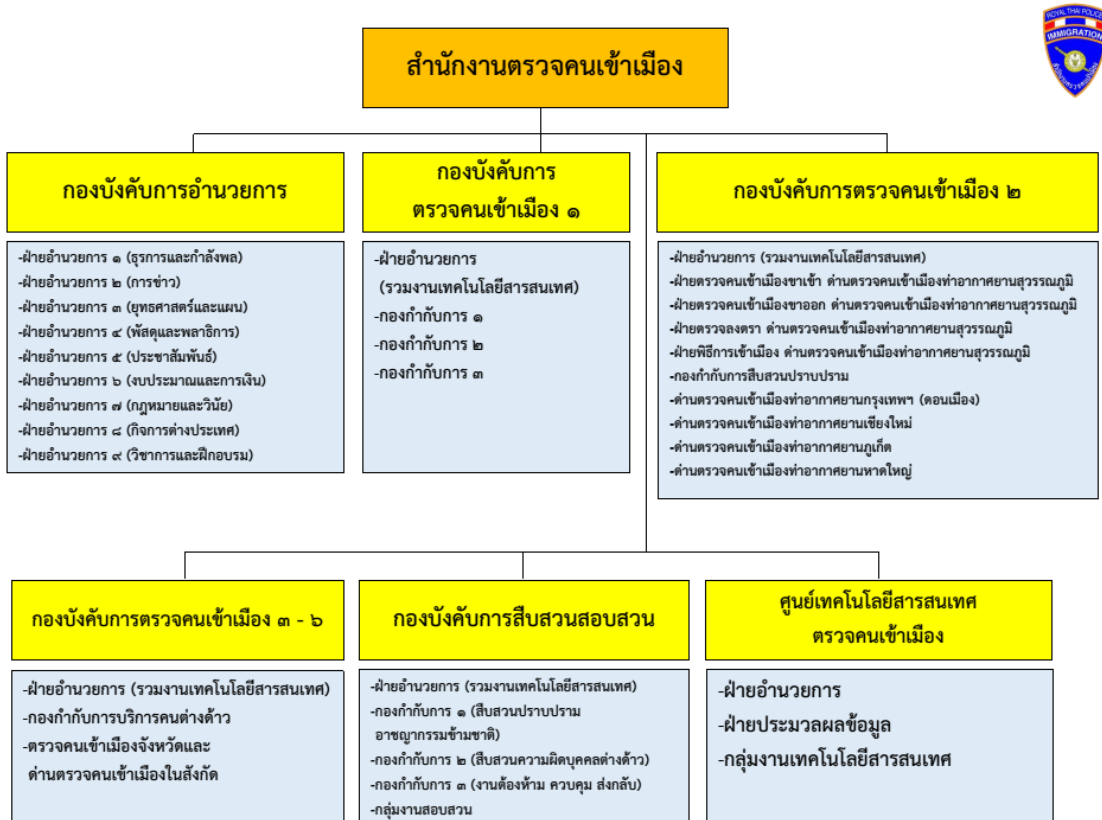 ROYAL THAI POLICE
IMMIGRATION
สำนักงานตรวจคนเข้าเมือง
สำนักงานตรวจคนเข้าเมือง
กองบังคับการอำนวยการ
-ฝ่ายอำนวยการ ๑ (ธุรการและกำลังพล)
-ฝ่ายอำนวยการ ๒ (การข่าว)
-ฝ่ายอำนวยการ ๓ (ยุทธศาสตร์และแผน)
-ฝ่ายอำนวยการ ๔ (พัสดุและพลาธิการ)
-ฝ่ายอำนวยการ ๕ (ประชาสัมพันธ์)
-ฝ่ายอำนวยการ ๖ (งบประมาณและการเงิน)
-ฝ่ายอำนวยการ ๗ (กฎหมายและวินัย)
-ฝ่ายอำนวยการ ๘ (กิจการต่างประเทศ)
-ฝ่ายอำนวยการ ๙ (วิชาการและฝึกอบรม)
กองบังคับการ
ตรวจคนเข้าเมือง ๑
-ฝ่ายอำนวยการ
(รวมงานเทคโนโลยีสารสนเทศ)
-กองกำกับการ ๑
-กองกำกับการ ๒
-กองกำกับการ ๓
กองบังคับการตรวจคนเข้าเมือง ๒
-ฝ่ายอำนวยการ (รวมงานเทคโนโลยีสารสนเทศ)
-ฝ่ายตรวจคนเข้าเมืองขาเข้า ด่านตรวจคนเข้าเมืองท่าอากาศยานสุวรรณภูมิ
-ฝ่ายตรวจคนเข้าเมืองขาออก ด่านตรวจคนเข้าเมืองท่าอากาศยานสุวรรณภูมิ
-ฝ่ายตรวจลงตรา ด่านตรวจคนเข้าเมืองท่าอากาศยานสุวรรณภูมิ
-ฝ่ายพิธีการเข้าเมือง ด่านตรวจคนเข้าเมืองท่าอากาศยานสุวรรณภูมิ
-กองกำกับการสืบสวนปราบปราม
-ด่านตรวจคนเข้าเมืองท่าอากาศยานกรุงเทพฯ (ดอนเมือง)
-ด่านตรวจคนเข้าเมืองท่าอากาศยานเชียงใหม่
-ด่านตรวจคนเข้าเมืองท่าอากาศยานภูเก็ต
-ด่านตรวจคนเข้าเมืองท่าอากาศยานหาดใหญ่
กองบังคับการตรวจคนเข้าเมือง ๓ - ๖
-ฝ่ายอำนวยการ (รวมงานเทคโนโลยีสารสนเทศ)
-กองกำกับการบริการคนต่างด้าว
-ตรวจคนเข้าเมืองจังหวัดและ
ด่านตรวจคนเข้าเมืองในสังกัด
กองบังคับการสืบสวนสอบสวน
-ฝ่ายอำนวยการ (รวมงานเทคโนโลยีสารสนเทศ)
-กองกำกับการ ๑ (สืบสวนปราบปราม
อาชญากรรมข้ามชาติ)
-กองกำกับการ ๒ (สืบสวนความผิดบุคคลต่างด้าว)
-กองกำกับการ ๓ (งานต้องห้าม ควบคุม ส่งกลับ)
-กลุ่มงานสอบสวน
ศูนย์เทคโนโลยีสารสนเทศ
ตรวจคนเข้าเมือง
-ฝ่ายอำนวยการ
-ฝ่ายประมวลผลข้อมูล
-กลุ่มงานเทคโนโลยีสารสนเทศ